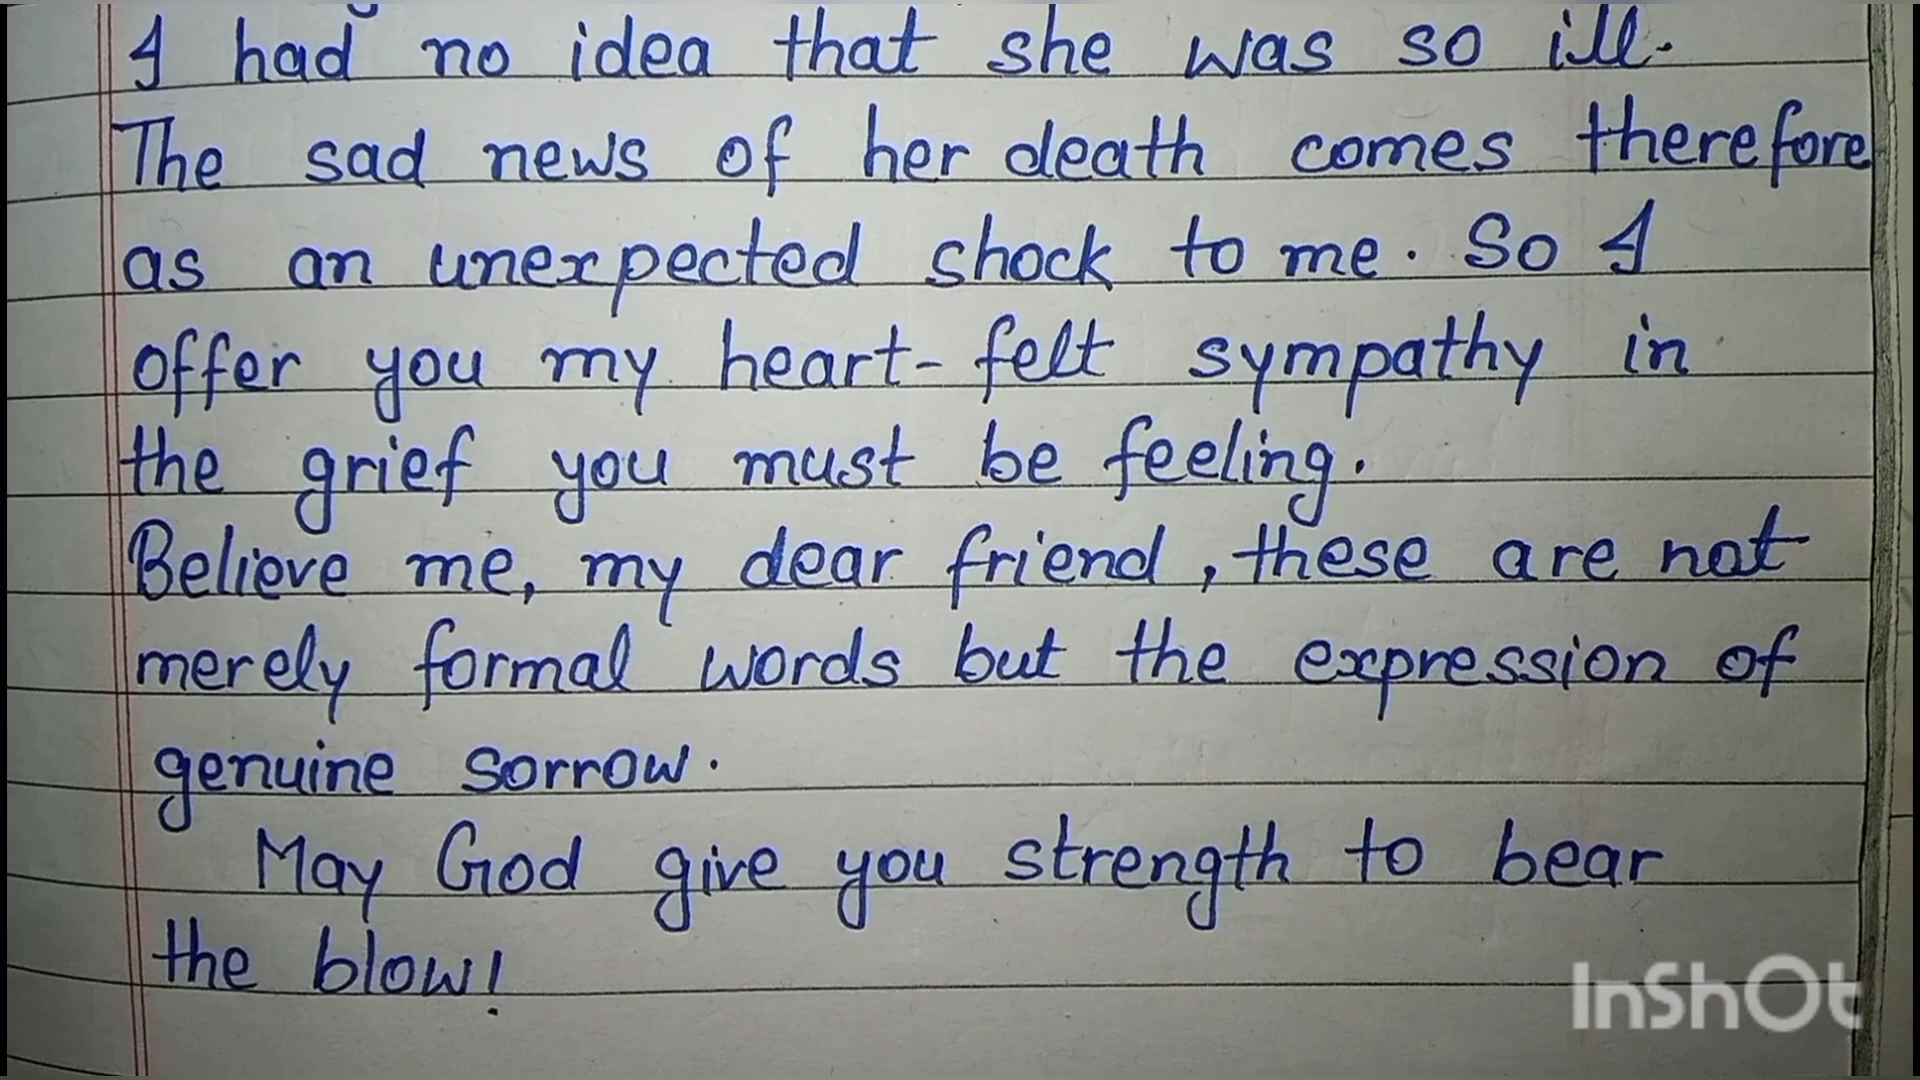 I had no idea that she was so ill.
The sad news of her death comes therefore
as an unexpected shock to me. So I
offer you my heart-felt sympathy in
the grief you must be feeling.
Believe me, my dear friend, these are not
merely formal words but the expression of
genuine sorrow.
May God give you strength to bear
the blow!
InShOt